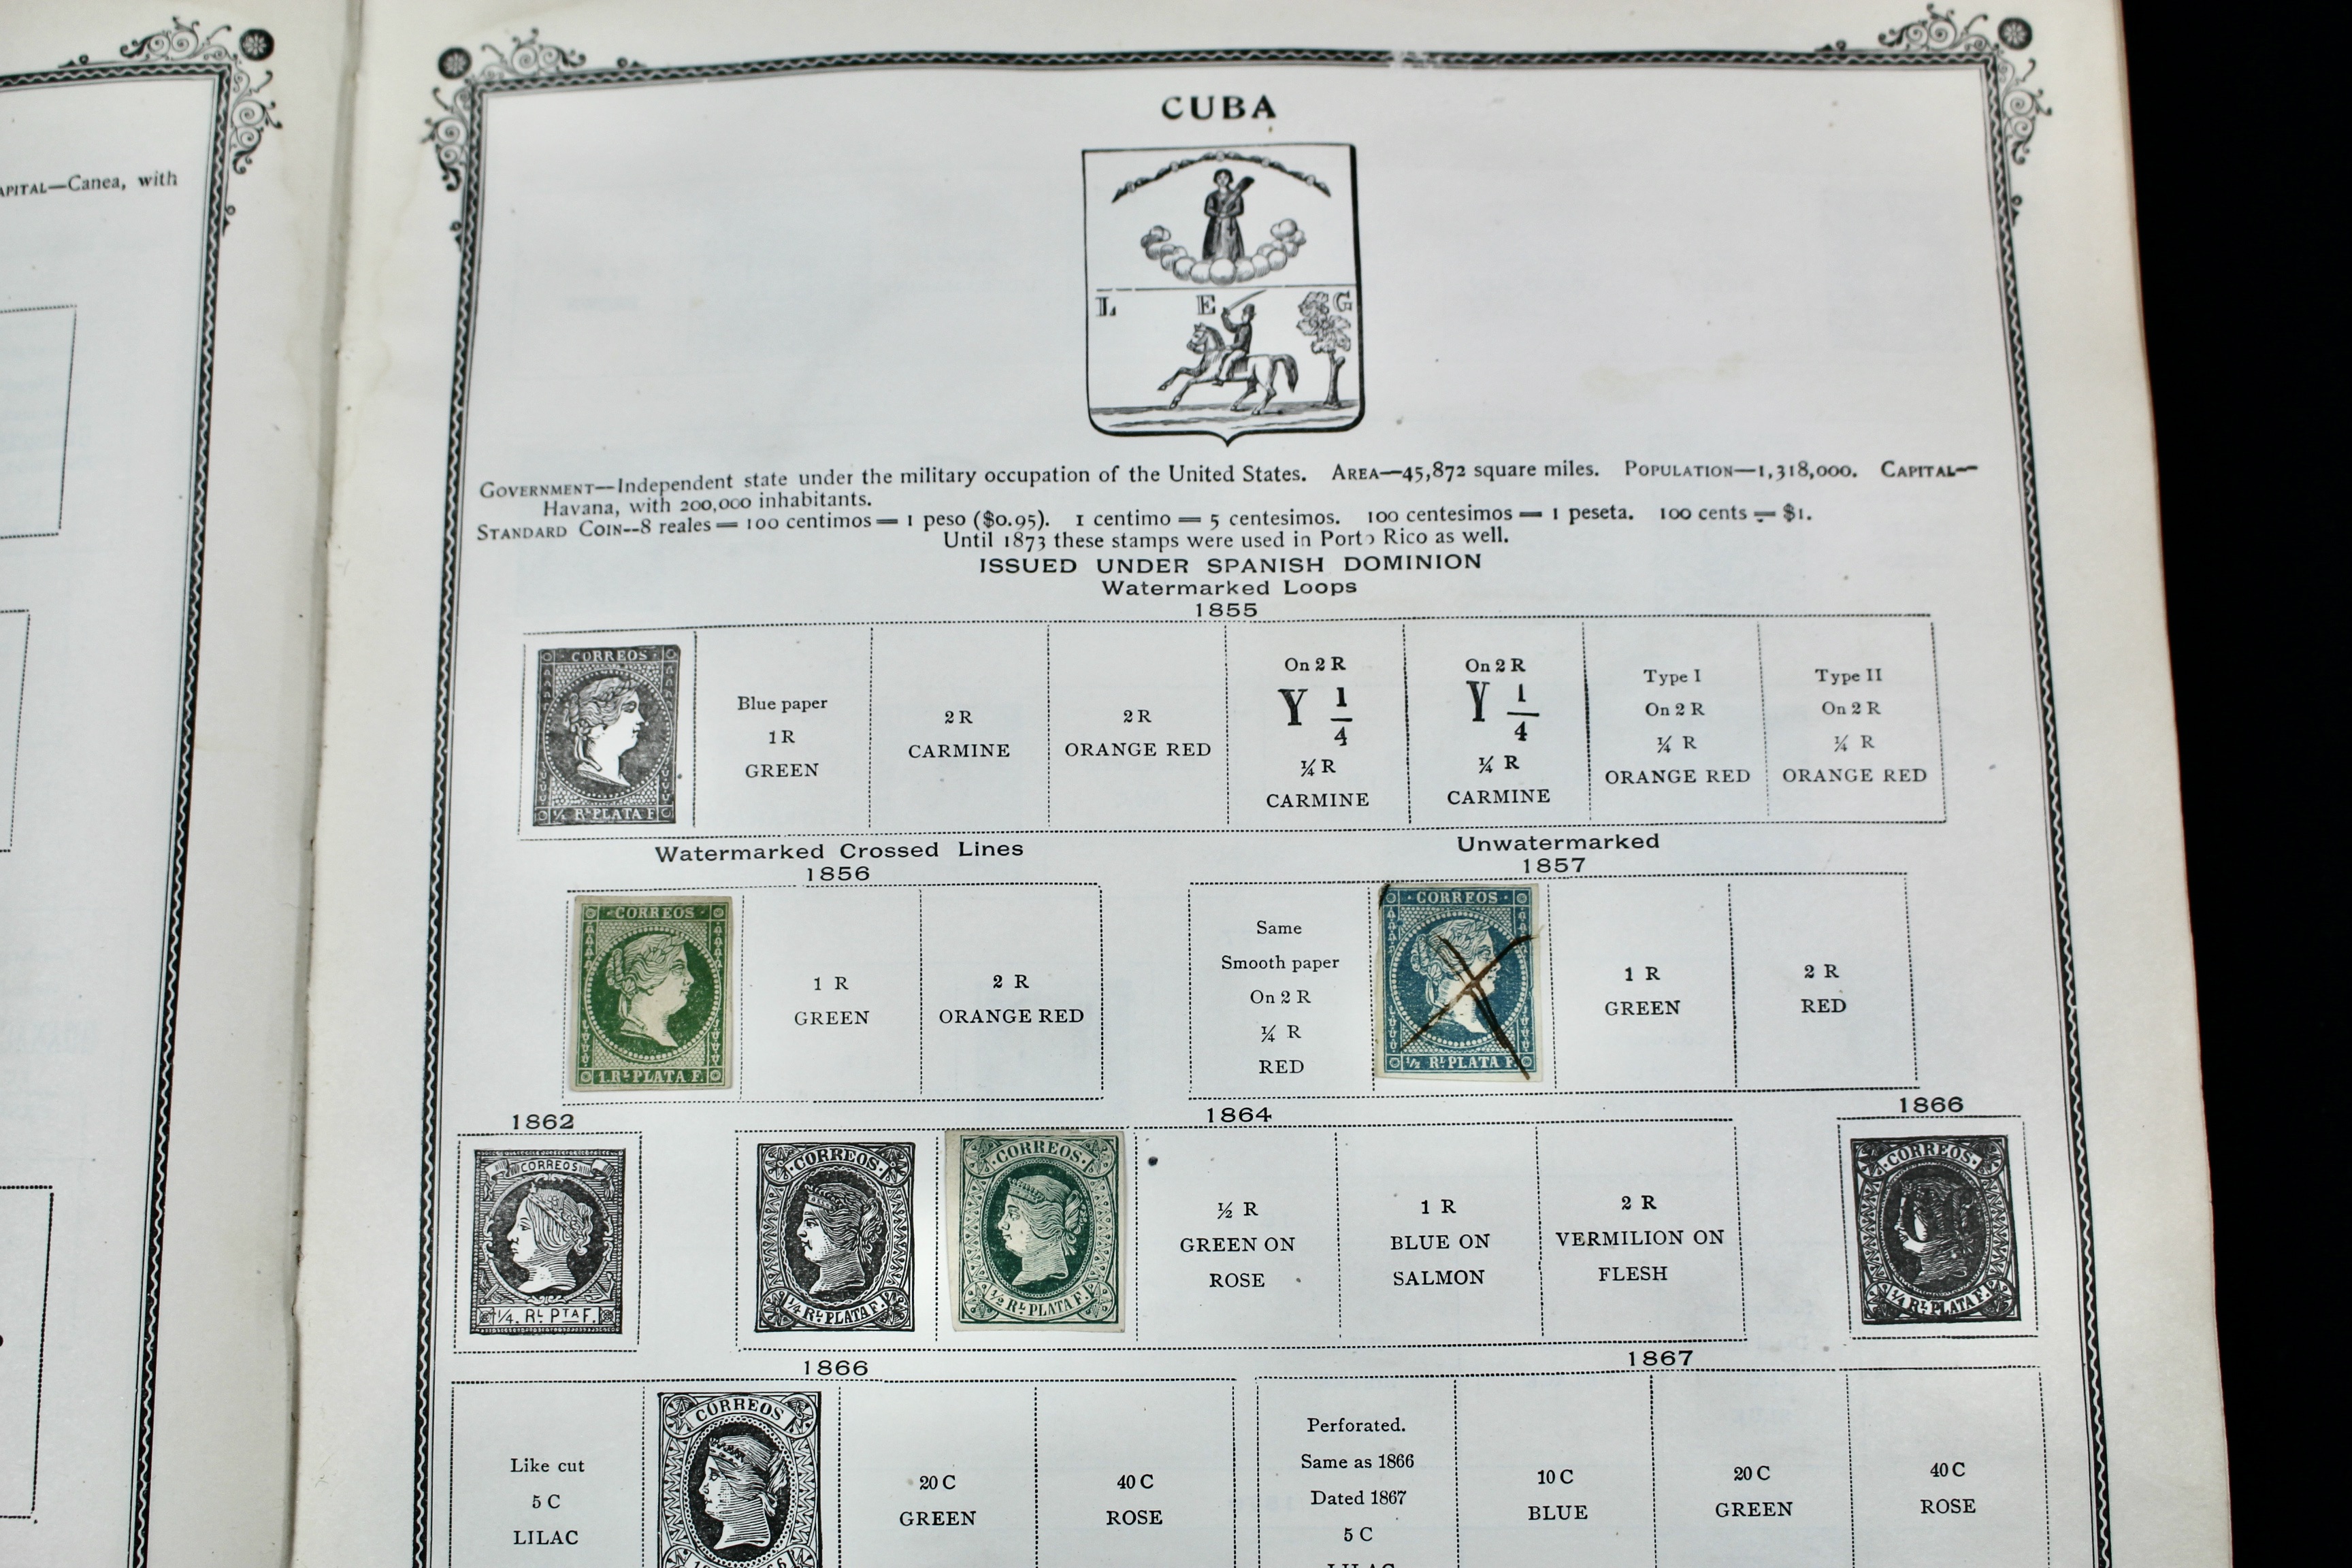 APITAL—Canea, with
CUBA
L E G
GOVERNMENT—Independent state under the military occupation of the United States. AREA—45,872 square miles. POPULATION—1,318,000. CAPITAL—
Havana, with 200,000 inhabitants.
STANDARD COIN--8 reales = 100 centimos = 1 peso ($0.95). 1 centimo = 5 centesimos. 100 centesimos = 1 peseta. 100 cents = $1.
Until 1873 these stamps were used in Porto Rico as well.
ISSUED UNDER SPANISH DOMINION
Watermarked Loops
1855
CORREOS
½ RL PLATA F
Blue paper
1 R
GREEN
2 R
CARMINE
2 R
ORANGE RED
On 2 R
Y 1/4
¼ R
CARMINE
On 2 R
Y 1/4
¼ R
CARMINE
Type I
On 2 R
¼ R
ORANGE RED
Type II
On 2 R
¼ R
ORANGE RED
Watermarked Crossed Lines
1856
CORREOS
1 RL PLATA F.
1 R
GREEN
2 R
ORANGE RED
Unwatermarked
1857
Same
Smooth paper
On 2 R
¼ R
RED
CORREOS
½ RL PLATA F.
1 R
GREEN
2 R
RED
1862
CORREOS
¼. RL PTA F.
1864
·CORREOS·
¼ RL PLATA F.
·CORREOS·
½ RL PLATA F.
½ R
GREEN ON
ROSE
1 R
BLUE ON
SALMON
2 R
VERMILION ON
FLESH
1866
·CORREOS·
¼ RL PLATA F.
1866
Like cut
5 C
LILAC
CORREOS
20 C
GREEN
40 C
ROSE
1867
Perforated.
Same as 1866
Dated 1867
5 C
LILAC
10 C
BLUE
20 C
GREEN
40 C
ROSE